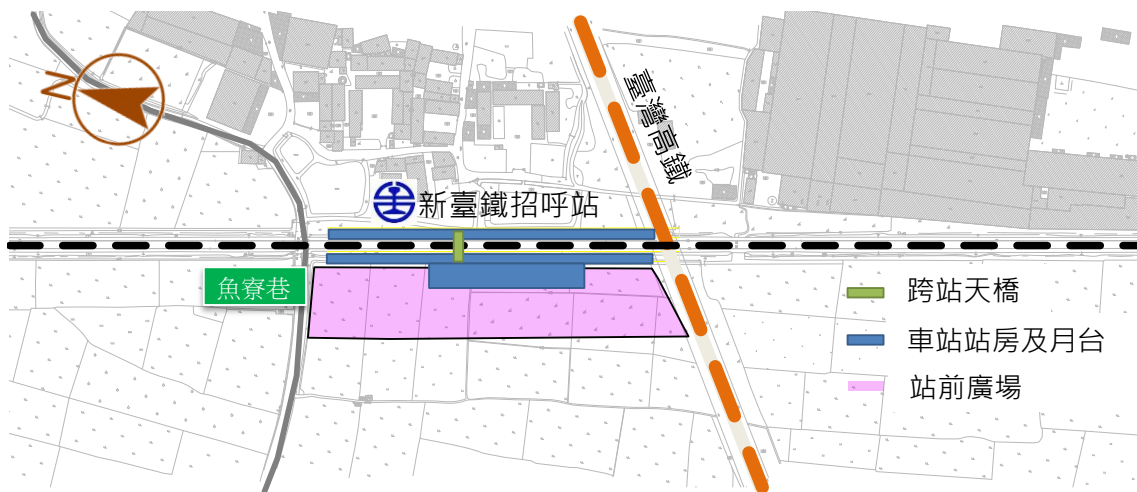 N
臺灣高鐵
新臺鐵招呼站
魚寮巷
跨站天橋
車站站房及月台
站前廣場